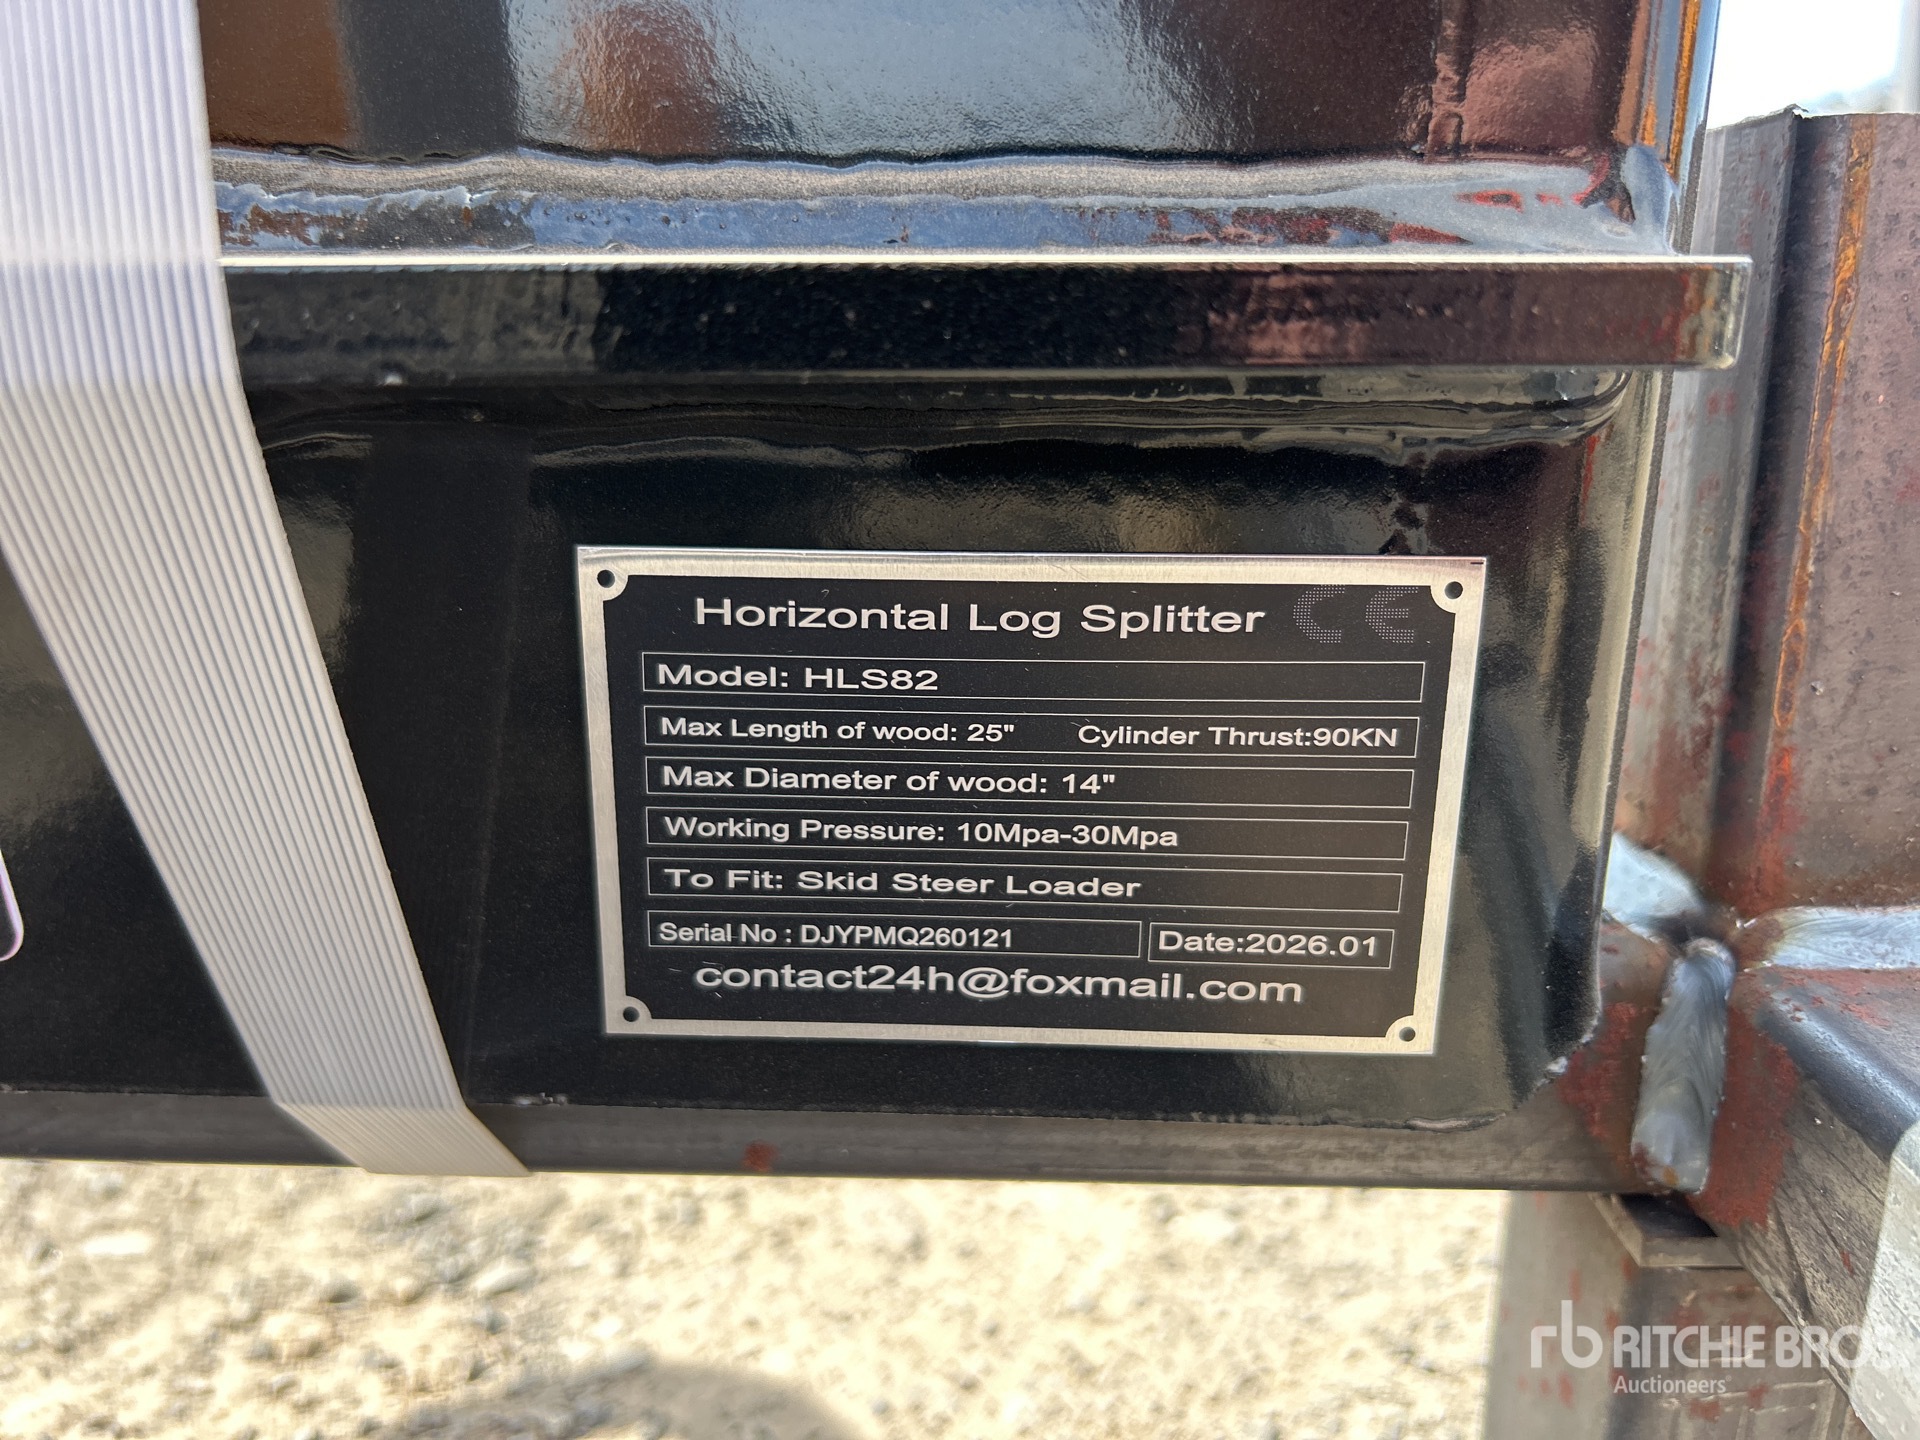 Horizontal Log Splitter CE
Model: HLS82
Max Length of wood: 25" Cylinder Thrust:90KN
Max Diameter of wood: 14"
Working Pressure: 10Mpa-30Mpa
To Fit: Skid Steer Loader
Serial No : DJYPMQ260121 Date:2026.01
contact24h@foxmail.com
rb RITCHIE BROS.
Auctioneers